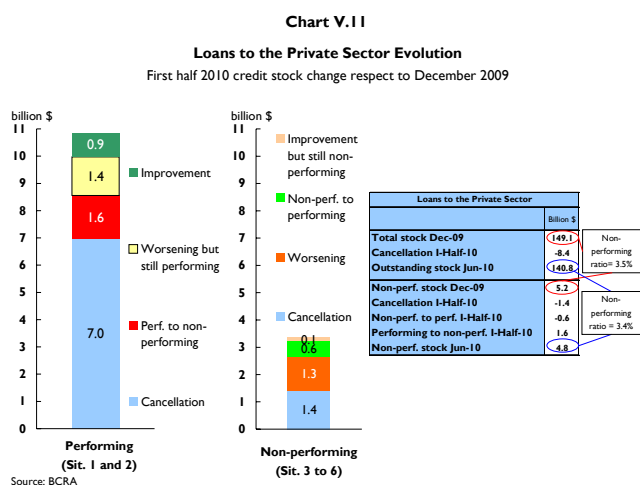 Chart V.11
Loans to the Private Sector Evolution
First half 2010 credit stock change respect to December 2009
billion $
11
10
9
8
7
6
5
4
3
2
1
0
0.9
1.4
1.6
7.0
Improvement
Worsening but
still performing
Perf. to non-
performing
Cancellation
Performing
(Sit. 1 and 2)
billion $
11
10
9
8
7
6
5
4
3
2
1
0
0.1
0.6
1.3
1.4
Improvement
but still non-
performing
Non-perf. to
performing
Worsening
Cancellation
Non-performing
(Sit. 3 to 6)
Loans to the Private Sector
Billion $
Total stock Dec-09 149.1
Cancellation I-Half-10 -8.4
Outstanding stock Jun-10 140.8
Non-perf. stock Dec-09 5.2
Cancellation I-Half-10 -1.4
Non-perf. to perf. I-Half-10 -0.6
Performing to non-perf. I-Half-10 1.6
Non-perf. stock Jun-10 4.8
Non-
performing
ratio= 3.5%
Non-
performing
ratio = 3.4%
Source: BCRA